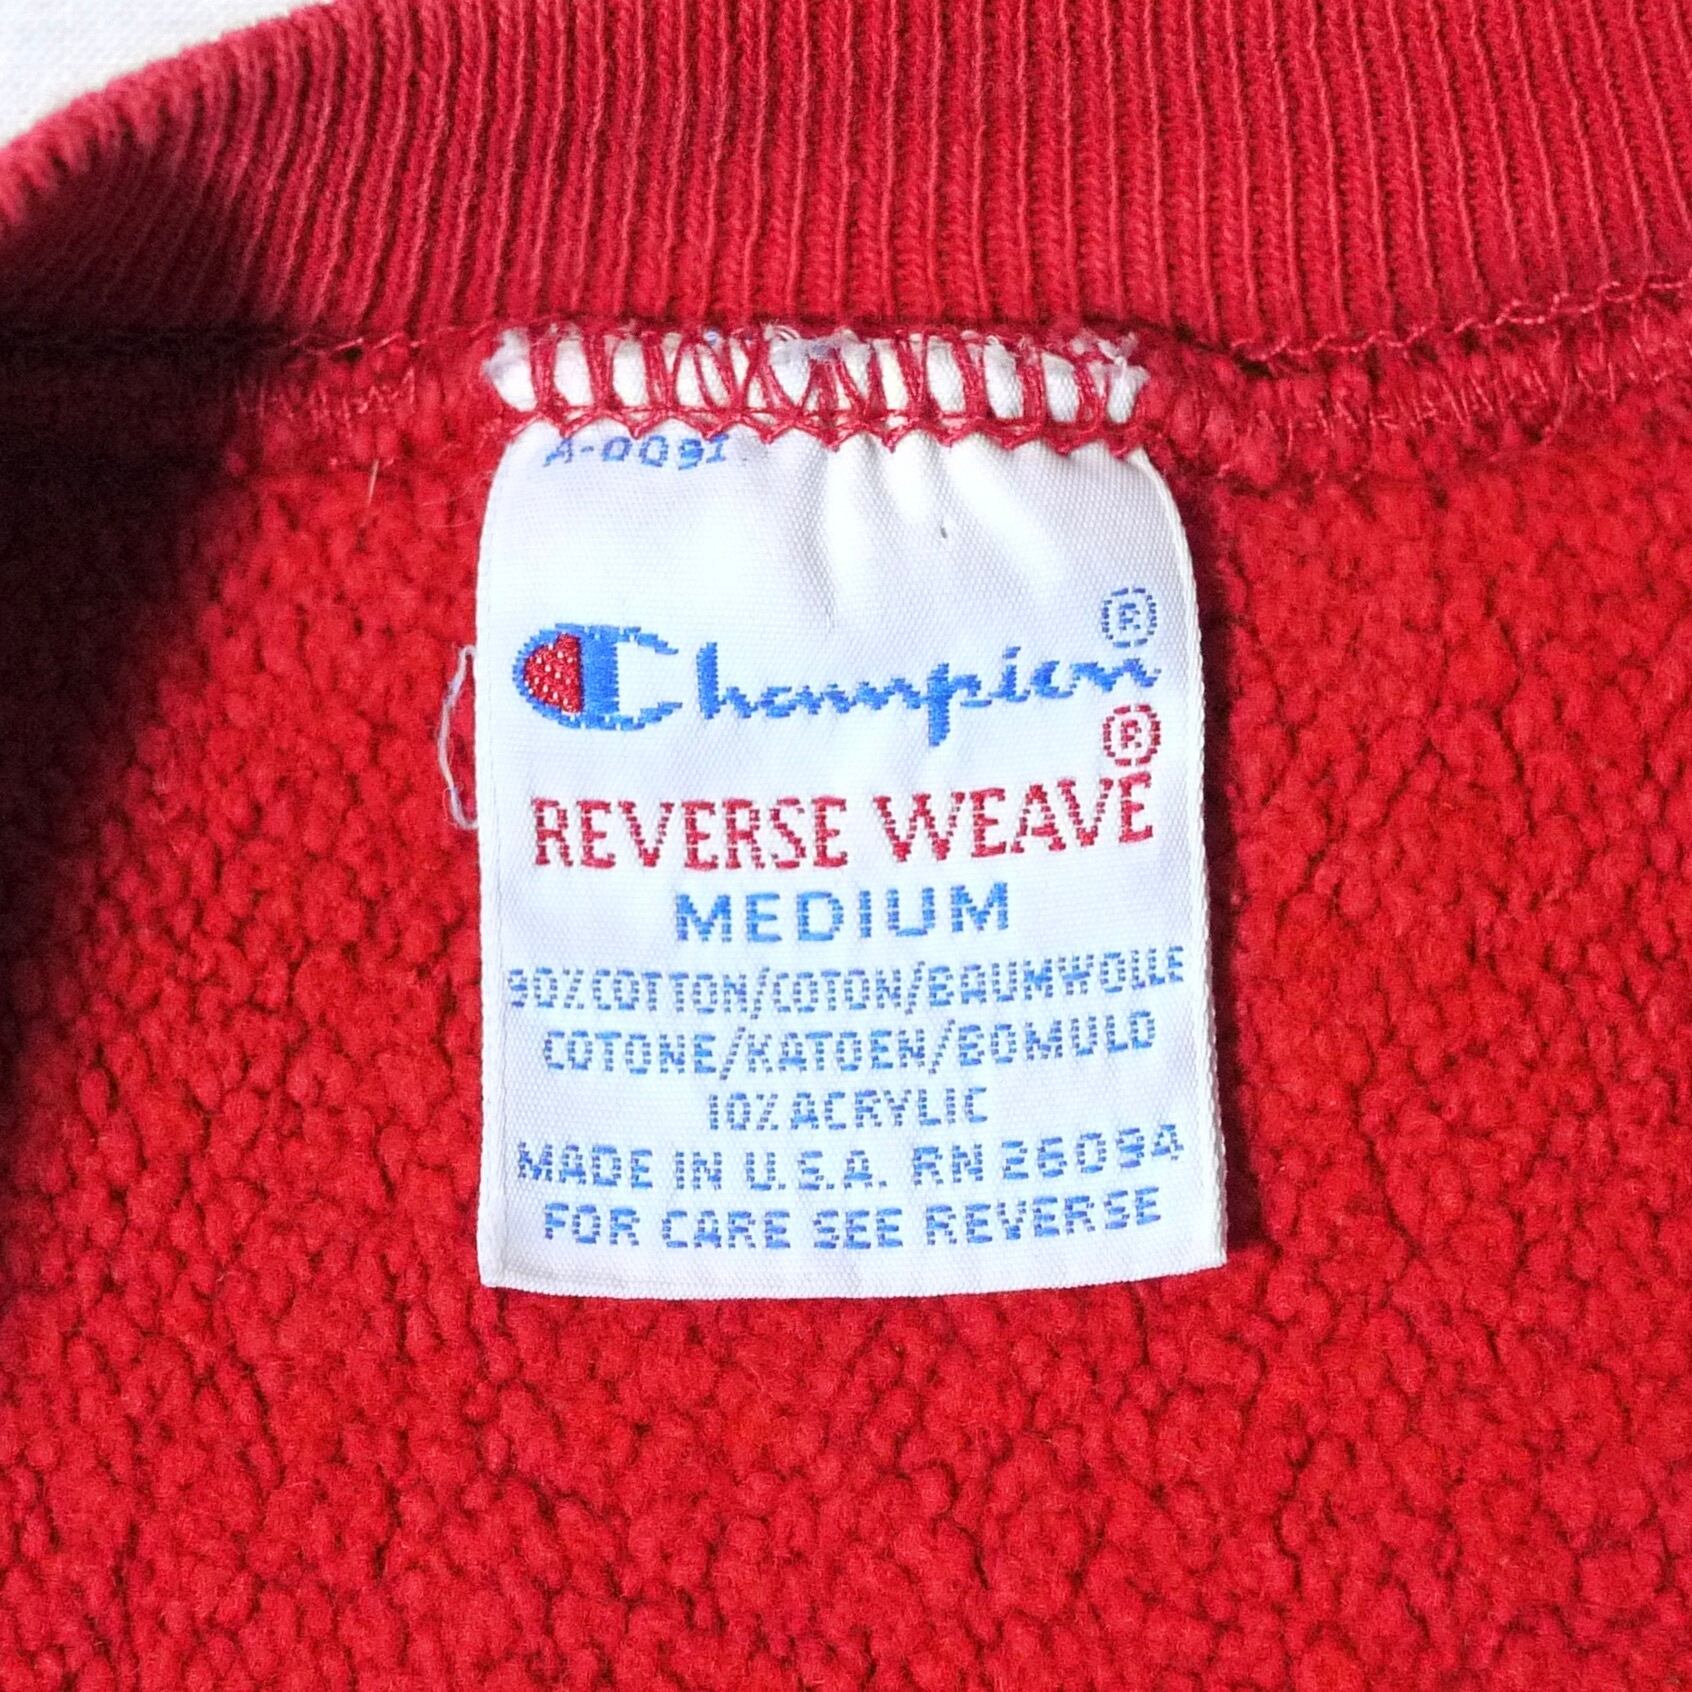 A-0091
Champion®
REVERSE WEAVE®
MEDIUM
90% COTTON/COTON/BAUMWOLLE
COTONE/KATOEN/BOMULD
10% ACRYLIC
MADE IN U.S.A. RN 26094
FOR CARE SEE REVERSE